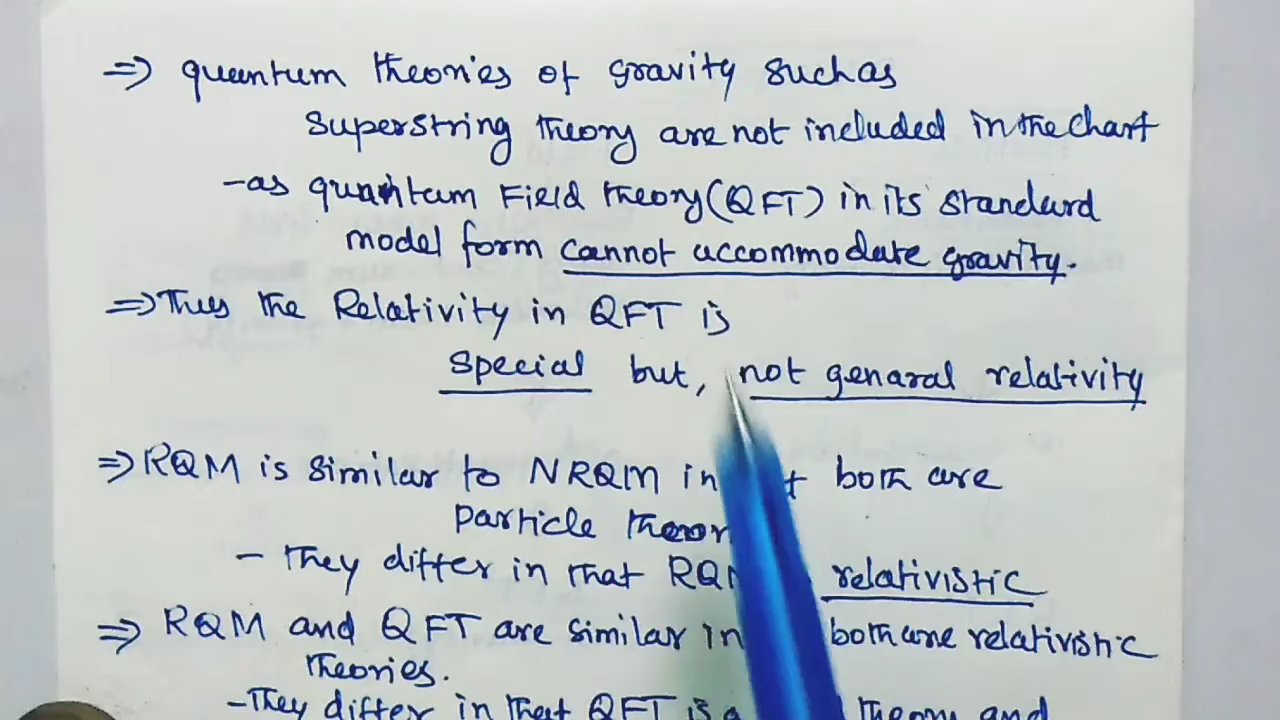 ⇒ quantum theories of gravity such as
superstring theory are not included in the chart
- as quantum Field theory (QFT) in its standard
model form cannot accommodate gravity.
⇒ Thus the Relativity in QFT is
special but, not genaral relativity
⇒ RQM is similar to NRQM in both are
particle
- They differ in that relativistic
⇒ RQM and QFT are similar in both are relativistic
theories.
- They differ in that QFT is a theory and